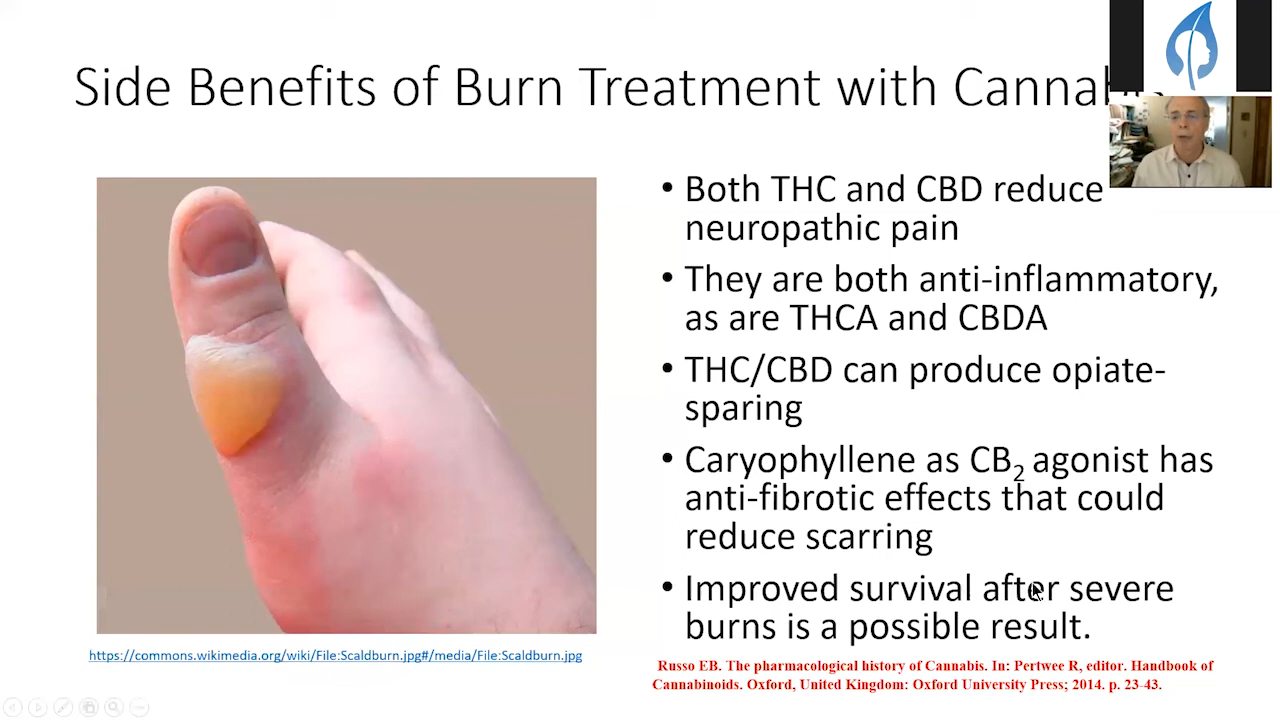 Side Benefits of Burn Treatment with Cannabis
• Both THC and CBD reduce
neuropathic pain
• They are both anti-inflammatory,
as are THCA and CBDA
• THC/CBD can produce opiate-
sparing
• Caryophyllene as CB₂ agonist has
anti-fibrotic effects that could
reduce scarring
• Improved survival after severe
burns is a possible result.
https://commons.wikimedia.org/wiki/File:Scaldburn.jpg#/media/File:Scaldburn.jpg
Russo EB. The pharmacological history of Cannabis. In: Pertwee R, editor. Handbook of
Cannabinoids. Oxford, United Kingdom: Oxford University Press; 2014. p. 23-43.